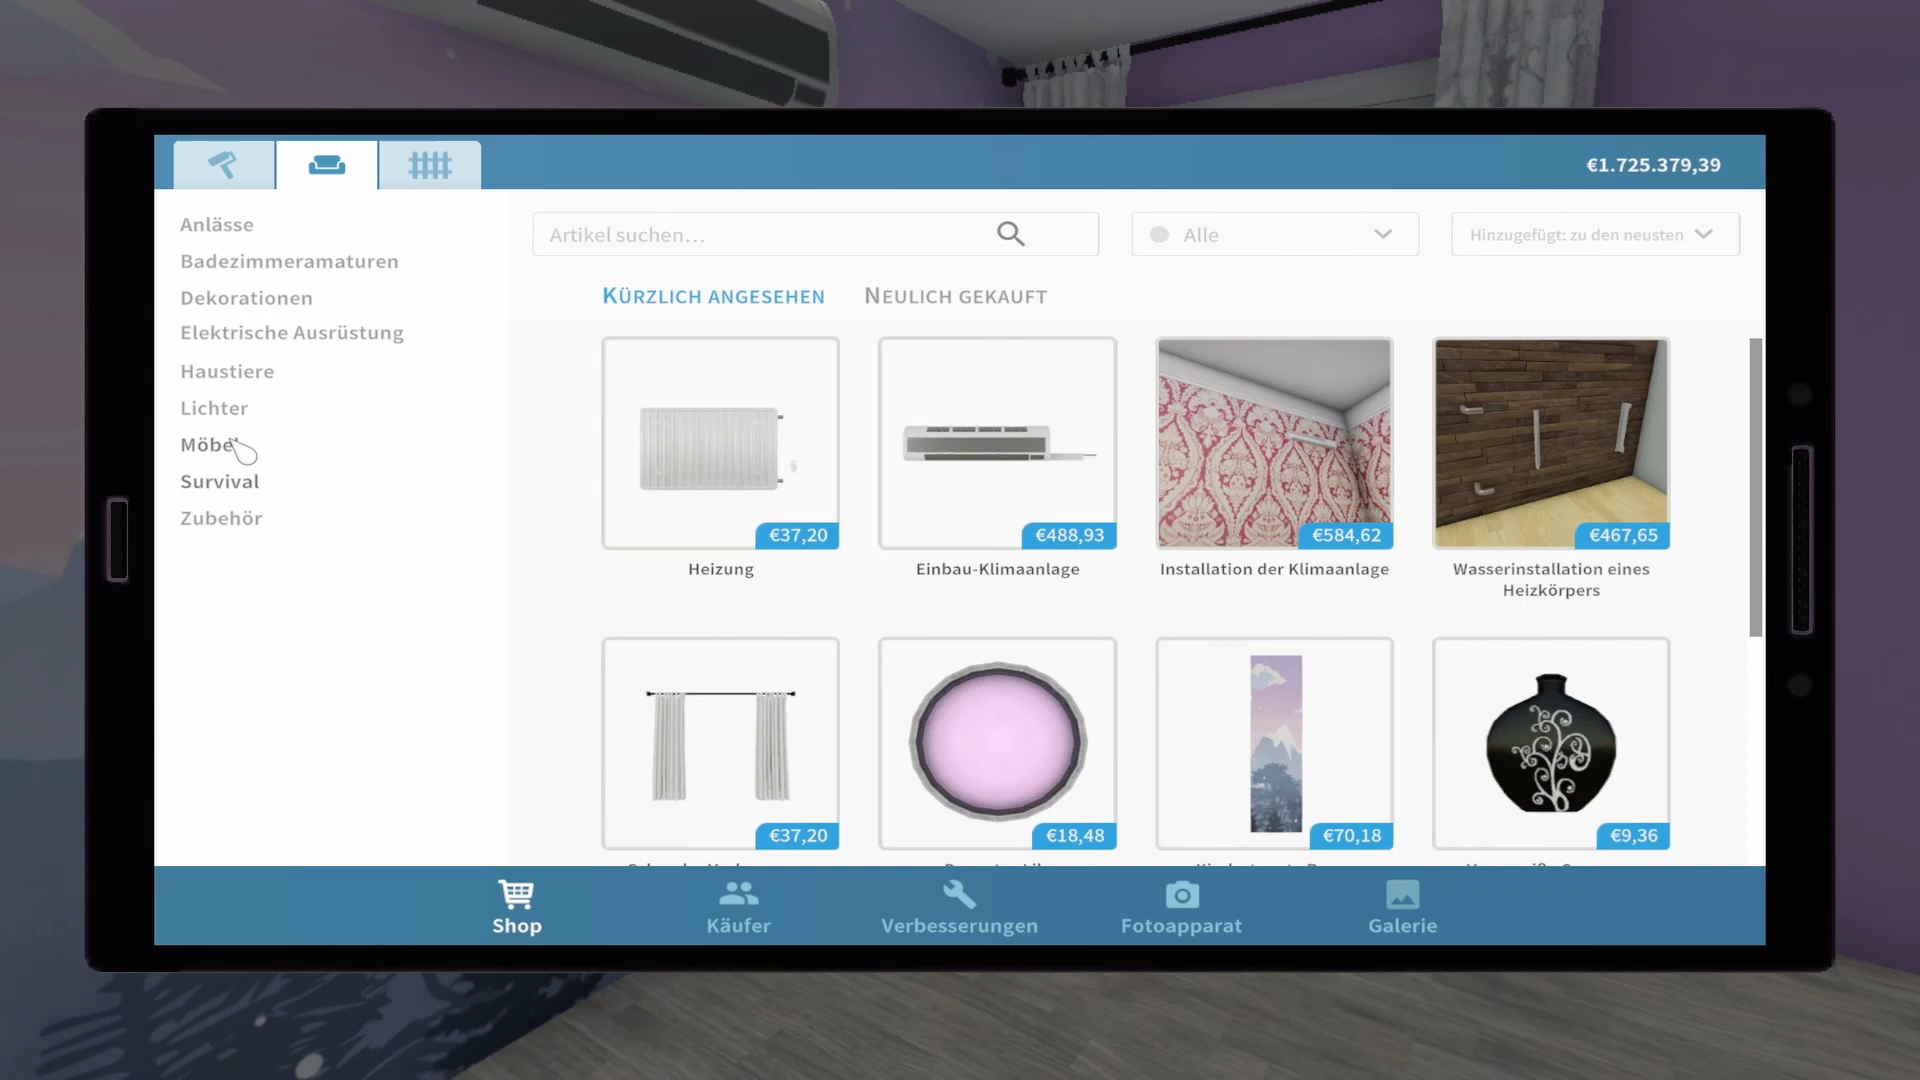 €1.725.379,39
Anlässe
Badezimmeramaturen
Dekorationen
Elektrische Ausrüstung
Haustiere
Lichter
Möbel
Survival
Zubehör
Artikel suchen...
Alle
Hinzugefügt: zu den neusten
KÜRZLICH ANGESEHEN
NEULICH GEKAUFT
€37,20
€488,93
€584,62
€467,65
Heizung
Einbau-Klimaanlage
Installation der Klimaanlage
Wasserinstallation eines
Heizkörpers
€37,20
€18,48
€70,18
€9,36
Shop
Käufer
Verbesserungen
Fotoapparat
Galerie